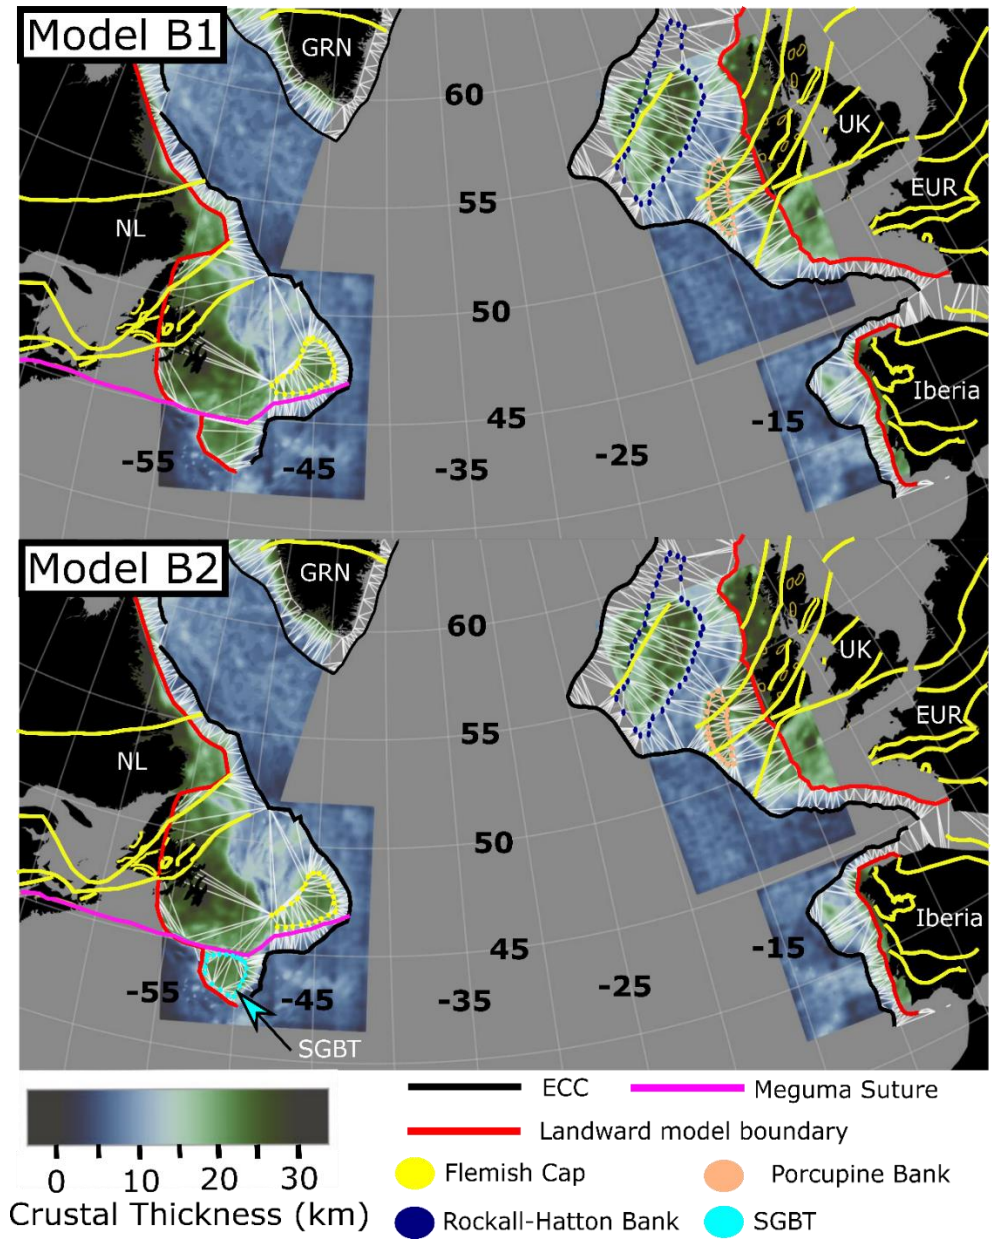 Model B1
GRN
60
UK
55
EUR
NL
50
Iberia
45
-15
-25
-55
-45
-35
Model B2
GRN
60
UK
55
EUR
NL
50
Iberia
45
-15
-25
-55
-45
-35
SGBT
ECC
Meguma Suture
Landward model boundary
0 10 20 30
Flemish Cap
Porcupine Bank
Crustal Thickness (km)
Rockall-Hatton Bank
SGBT